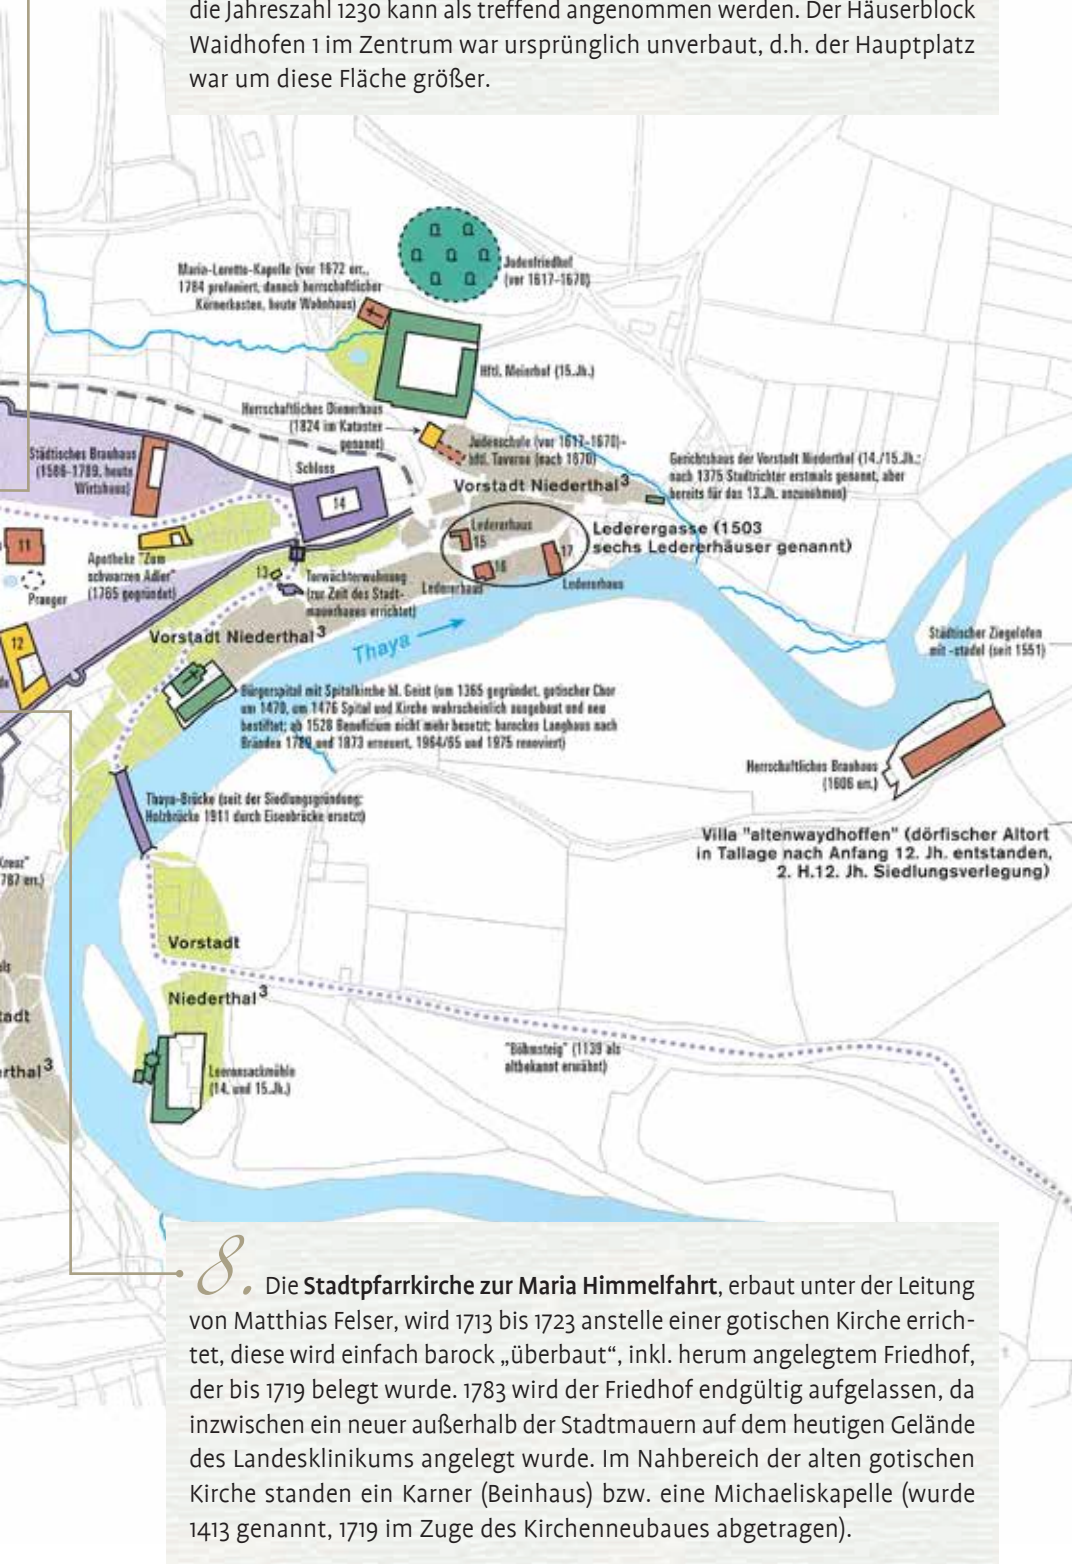 die Jahreszahl 1230 kann als treffend angenommen werden. Der Häuserblock
Waidhofen 1 im Zentrum war ursprünglich unverbaut, d.h. der Hauptplatz
war um diese Fläche größer.
Judenfriedhof
(vor 1617-1670)
Maria-Loretto-Kapelle (vor 1672 err.,
1784 profaniert, danach herrschaftlicher
Körnerkasten, heute Wohnhaus)
Hftl. Meierhof (15.Jh.)
Herrschaftliches Dienerhaus
(1824 im Kataster
genannt)
Judenschule (vor 1617-1670)-
hftl. Taverne (nach 1670)
Städtisches Brauhaus
(1586-1789, heute
Wirtshaus)
Schloss
14
Vorstadt Niederthal 3
Gerichtshaus der Vorstadt Niederthal (14./15.Jh.;
nach 1375 Stadtrichter erstmals genannt, aber
bereits für das 13.Jh. anzunehmen)
Ledererhaus
15
16
17
Ledererhaus
Ledererhaus
Lederergasse (1503
sechs Ledererhäuser genannt)
11
Pranger
Apotheke "Zum
schwarzen Adler"
(1765 gegründet)
13
Torwächterwohnung
(zur Zeit des Stadt-
mauerbaues errichtet)
12
Vorstadt Niederthal 3
Thaya
Städtischer Ziegelofen
mit -stadel (seit 1551)
Bürgerspital mit Spitalkirche hl. Geist (um 1365 gegründet, gotischer Chor
um 1470, um 1476 Spital und Kirche wahrscheinlich ausgebaut und neu
bestiftet; ab 1528 Benefizium nicht mehr besetzt; barockes Langhaus nach
Bränden 1789 und 1873 erneuert, 1964/65 und 1975 renoviert)
Herrschaftliches Brauhaus
(1606 err.)
Thaya-Brücke (seit der Siedlungsgründung;
Holzbrücke 1911 durch Eisenbrücke ersetzt)
Villa "altenwaydhoffen" (dörfischer Altort
in Tallage nach Anfang 12. Jh. entstanden,
2. H.12. Jh. Siedlungsverlegung)
Kreuz"
787 err.)
Vorstadt
Niederthal 3
tadt
rthal 3
"Böhmsteig" (1139 als
altbekannt erwähnt)
Leerensackmühle
(14. und 15.Jh.)
8. Die Stadtpfarrkirche zur Maria Himmelfahrt, erbaut unter der Leitung
von Matthias Felser, wird 1713 bis 1723 anstelle einer gotischen Kirche errich-
tet, diese wird einfach barock „überbaut“, inkl. herum angelegtem Friedhof,
der bis 1719 belegt wurde. 1783 wird der Friedhof endgültig aufgelassen, da
inzwischen ein neuer außerhalb der Stadtmauern auf dem heutigen Gelände
des Landesklinikums angelegt wurde. Im Nahbereich der alten gotischen
Kirche standen ein Karner (Beinhaus) bzw. eine Michaeliskapelle (wurde
1413 genannt, 1719 im Zuge des Kirchenneubaues abgetragen).